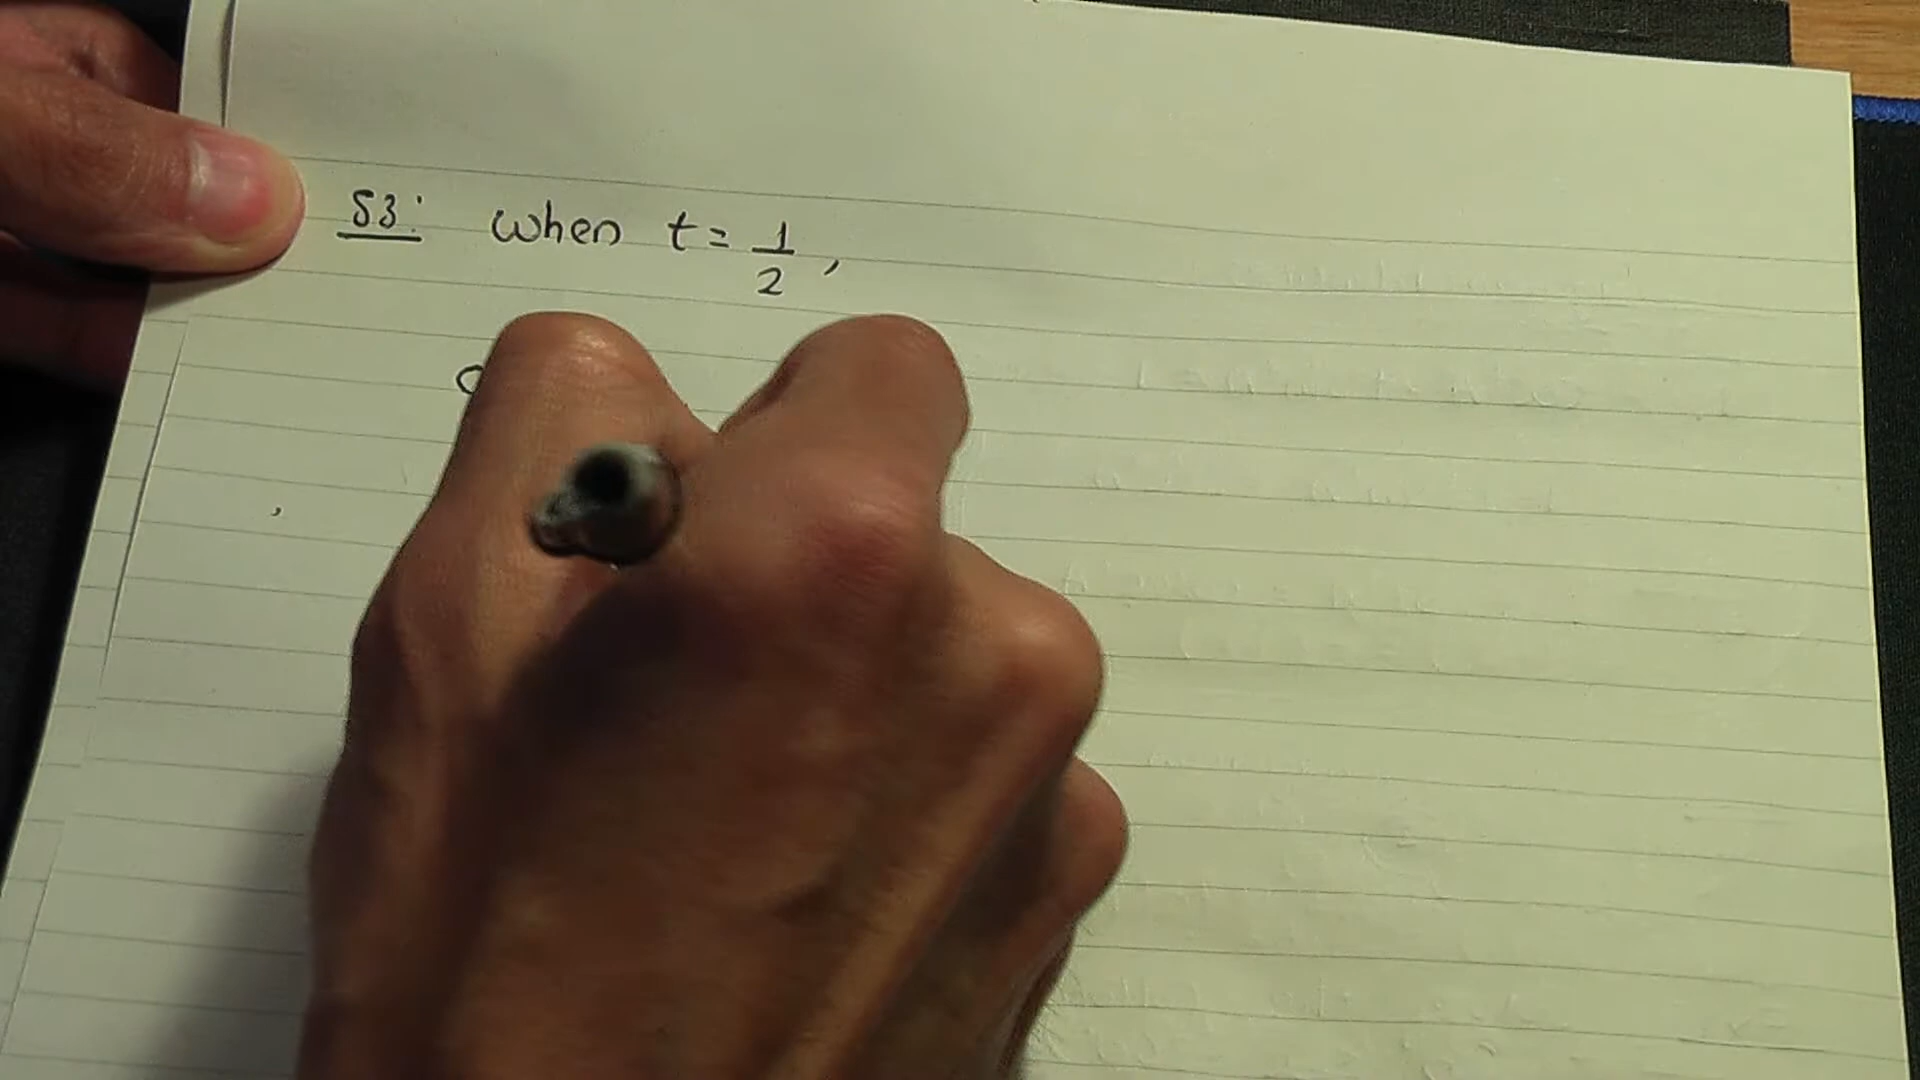 S3: when t = 1/2,